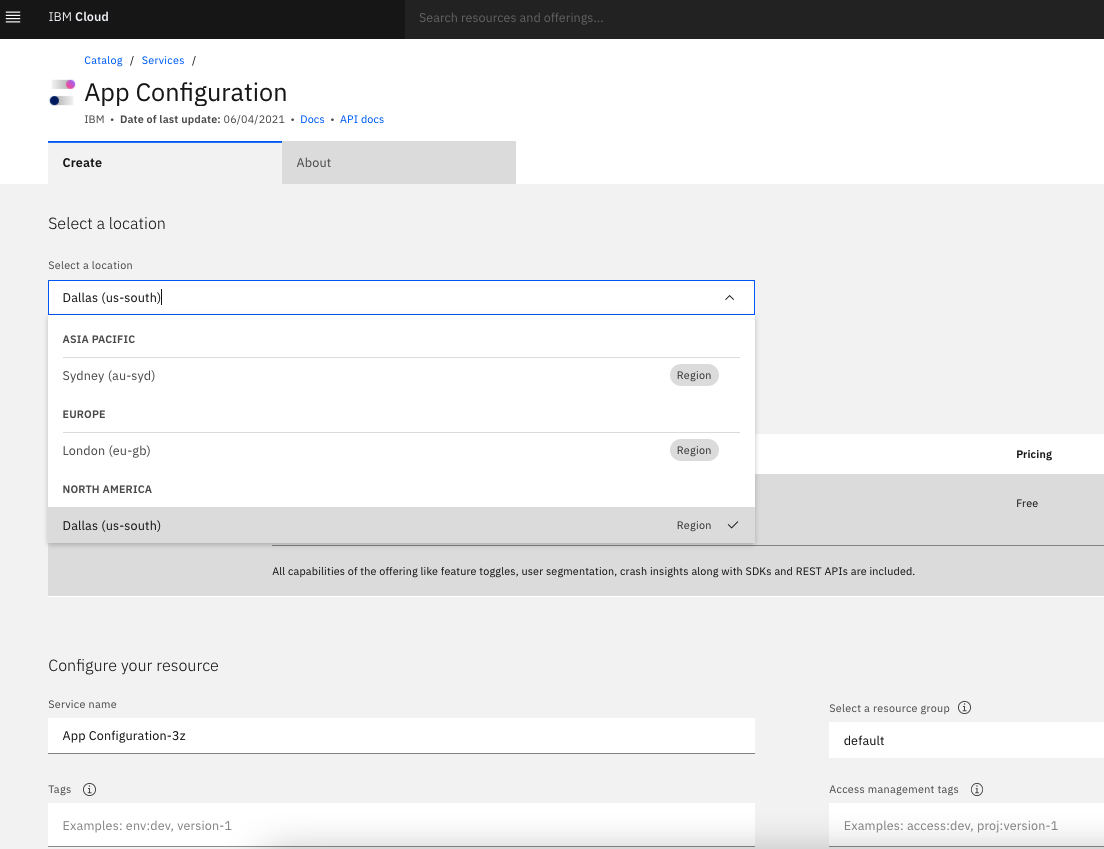 IBM Cloud
Search resources and offerings...
Catalog / Services /
App Configuration
IBM • Date of last update: 06/04/2021 • Docs • API docs
Create
About
Select a location
Select a location
Dallas (us-south)
ASIA PACIFIC
Sydney (au-syd) Region
EUROPE
London (eu-gb) Region
NORTH AMERICA
Dallas (us-south) Region
Pricing
Free
All capabilities of the offering like feature toggles, user segmentation, crash insights along with SDKs and REST APIs are included.
Configure your resource
Service name
App Configuration-3z
Select a resource group
default
Tags
Examples: env:dev, version-1
Access management tags
Examples: access:dev, proj:version-1